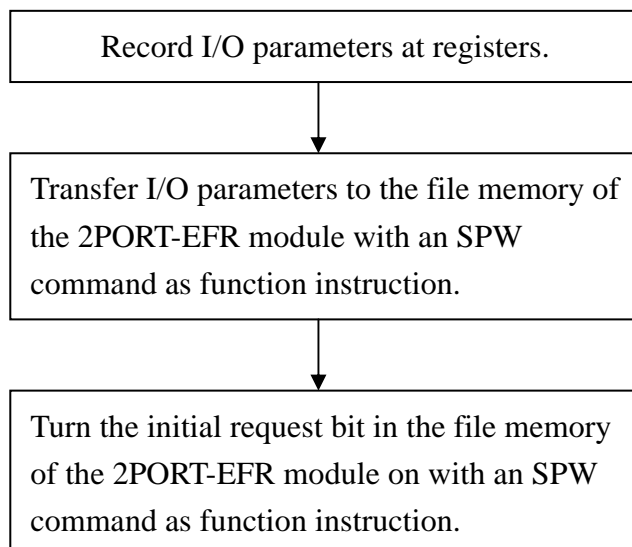 Record I/O parameters at registers.
Transfer I/O parameters to the file memory of
the 2PORT-EFR module with an SPW
command as function instruction.
Turn the initial request bit in the file memory
of the 2PORT-EFR module on with an SPW
command as function instruction.